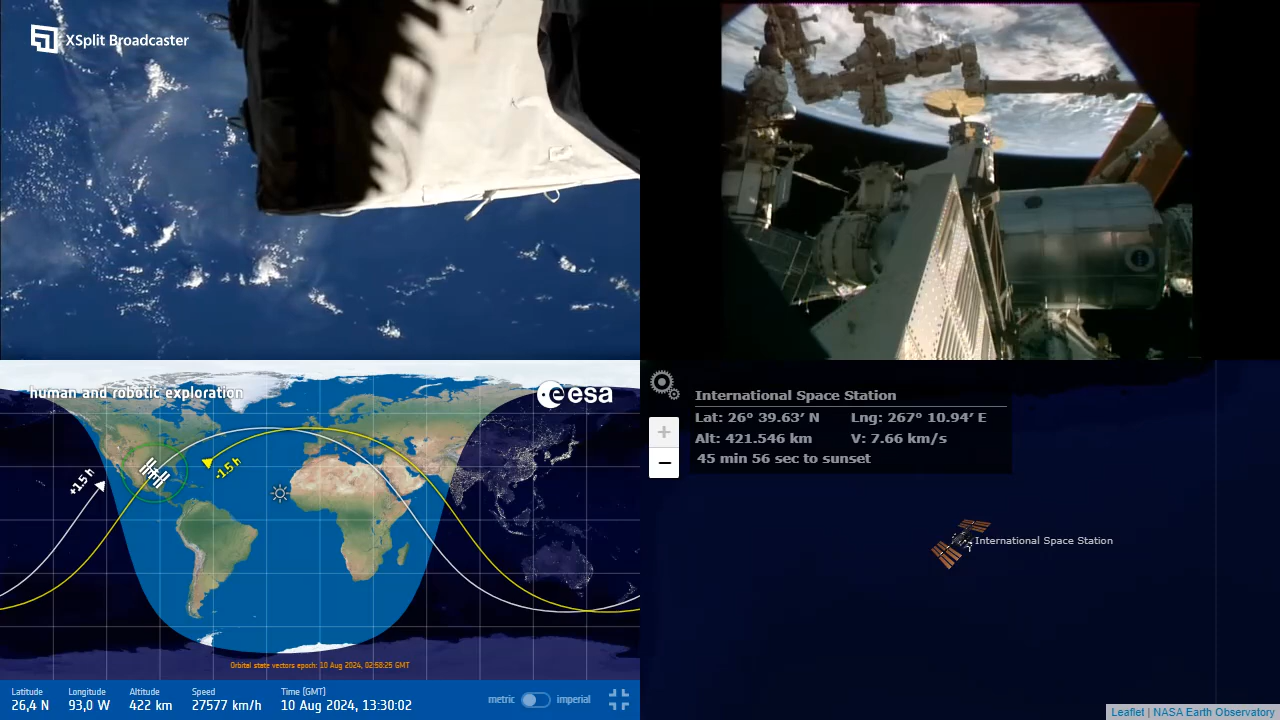 XSplit Broadcaster
human and robotic exploration
esa
+1.5 h
-1.5 h
Orbital state vectors epoch: 10 Aug 2024, 02:58:25 GMT
Latitude
26,4 N
Longitude
93,0 W
Altitude
422 km
Speed
27577 km/h
Time (GMT)
10 Aug 2024, 13:30:02
metric
imperial
International Space Station
Lat: 26° 39.63′ N
Lng: 267° 10.94′ E
Alt: 421.546 km
V: 7.66 km/s
45 min 56 sec to sunset
+
−
International Space Station
Leaflet | NASA Earth Observatory